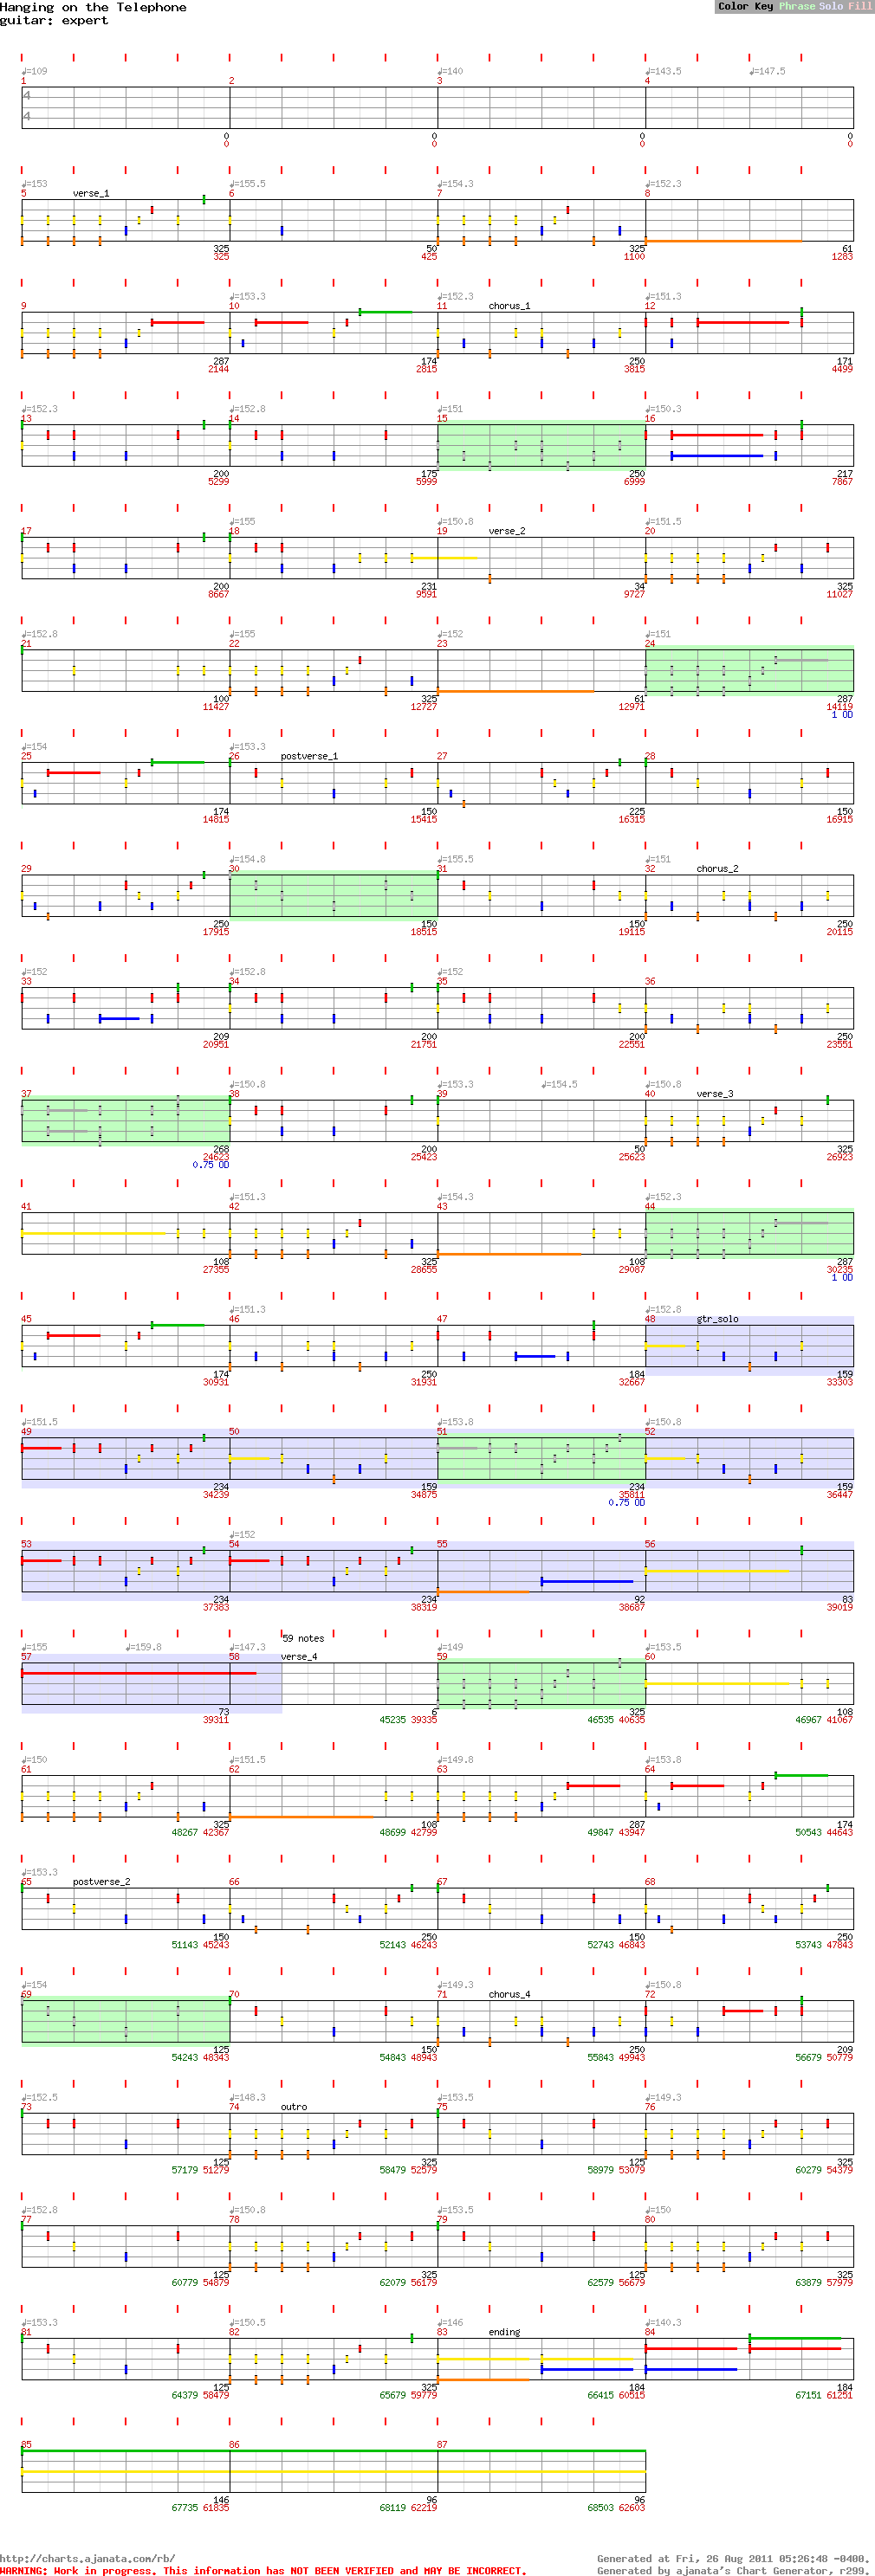 Hanging on the Telephone Color Key Phrase Solo Fill
guitar: expert
♩=109 ♩=140 ♩=143.5 ♩=147.5
1 2 3 4
4
4
0 0 0 0
0 0 0 0
♩=153 ♩=155.5 ♩=154.3 ♩=152.3
5 verse_1 6 7 8
325 50 325 61
325 425 1100 1283
♩=153.3 ♩=152.3 ♩=151.3
9 10 11 chorus_1 12
287 174 250 171
2144 2815 3815 4499
♩=152.3 ♩=152.8 ♩=151 ♩=150.3
13 14 15 16
200 175 250 217
5299 5999 6999 7867
♩=155 ♩=150.8 ♩=151.5
17 18 19 verse_2 20
200 231 34 325
8667 9591 9727 11027
♩=152.8 ♩=155 ♩=152 ♩=151
21 22 23 24
100 325 61 287
11427 12727 12971 14119
1 OD
♩=154 ♩=153.3
25 26 postverse_1 27 28
174 150 225 150
14815 15415 16315 16915
♩=154.8 ♩=155.5 ♩=151
29 30 31 32 chorus_2
250 150 150 250
17915 18515 19115 20115
♩=152 ♩=152.8 ♩=152
33 34 35 36
209 200 200 250
20951 21751 22551 23551
♩=150.8 ♩=153.3 ♩=154.5 ♩=150.8
37 38 39 40 verse_3
268 200 50 325
24623 25423 25623 26923
0.75 OD
♩=151.3 ♩=154.3 ♩=152.3
41 42 43 44
108 325 108 287
27355 28655 29087 30235
1 OD
♩=151.3 ♩=152.8
45 46 47 48 gtr_solo
174 250 184 159
30931 31931 32667 33303
♩=151.5 ♩=153.8 ♩=150.8
49 50 51 52
234 159 234 159
34239 34875 35811 36447
0.75 OD
♩=152
53 54 55 56
234 234 92 83
37383 38319 38687 39019
59 notes
♩=155 ♩=159.8 ♩=147.3 ♩=149 ♩=153.5
57 58 verse_4 59 60
73 6 325 108
39311 45235 39335 46535 40635 46967 41067
♩=150 ♩=151.5 ♩=149.8 ♩=153.8
61 62 63 64
325 108 287 174
48267 42367 48699 42799 49847 43947 50543 44643
♩=153.3
65 postverse_2 66 67 68
150 250 150 250
51143 45243 52143 46243 52743 46843 53743 47843
♩=154 ♩=149.3 ♩=150.8
69 70 71 chorus_4 72
125 150 250 209
54243 48343 54843 48943 55843 49943 56679 50779
♩=152.5 ♩=148.3 ♩=153.5 ♩=149.3
73 74 outro 75 76
125 325 125 325
57179 51279 58479 52579 58979 53079 60279 54379
♩=152.8 ♩=150.8 ♩=153.5 ♩=150
77 78 79 80
125 325 125 325
60779 54879 62079 56179 62579 56679 63879 57979
♩=153.3 ♩=150.5 ♩=146 ♩=140.3
81 82 83 ending 84
125 325 184 184
64379 58479 65679 59779 66415 60515 67151 61251
85 86 87
146 96 96
67735 61835 68119 62219 68503 62603
http://charts.ajanata.com/rb/ Generated at Fri, 26 Aug 2011 05:26:48 -0400.
WARNING: Work in progress. This information has NOT BEEN VERIFIED and MAY BE INCORRECT. Generated by ajanata's Chart Generator, r299.